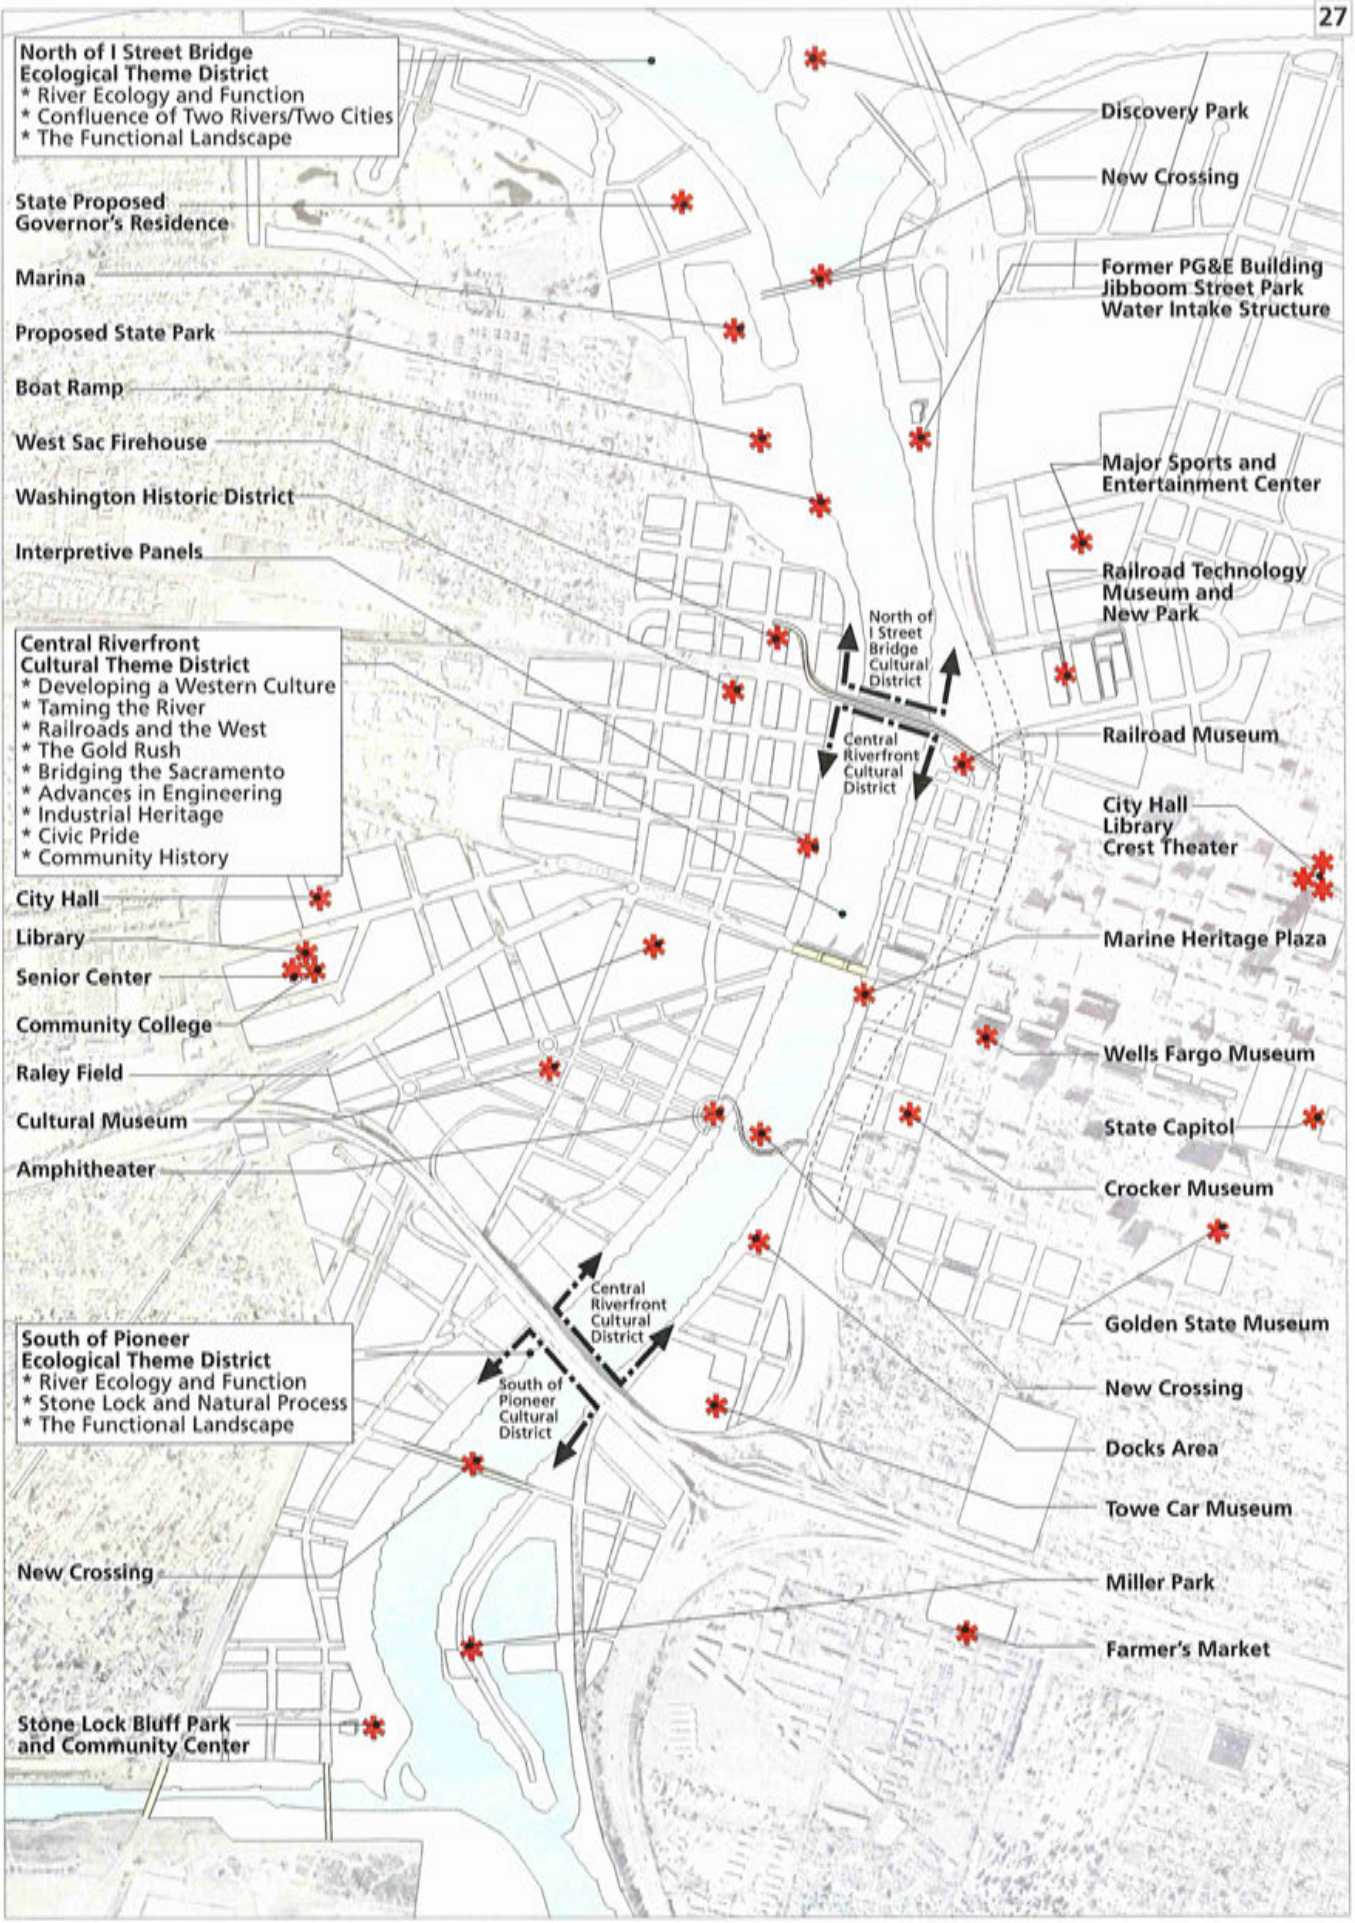 27
North of I Street Bridge
Ecological Theme District
* River Ecology and Function
* Confluence of Two Rivers/Two Cities
* The Functional Landscape
State Proposed
Governor's Residence
Marina
Proposed State Park
Boat Ramp
West Sac Firehouse
Washington Historic District
Interpretive Panels
Central Riverfront
Cultural Theme District
* Developing a Western Culture
* Taming the River
* Railroads and the West
* The Gold Rush
* Bridging the Sacramento
* Advances in Engineering
* Industrial Heritage
* Civic Pride
* Community History
City Hall
Library
Senior Center
Community College
Raley Field
Cultural Museum
Amphitheater
South of Pioneer
Ecological Theme District
* River Ecology and Function
* Stone Lock and Natural Process
* The Functional Landscape
New Crossing
Stone Lock Bluff Park
and Community Center
North of
I Street
Bridge
Cultural
District
Central
Riverfront
Cultural
District
Central
Riverfront
Cultural
District
South of
Pioneer
Cultural
District
Discovery Park
New Crossing
Former PG&E Building
Jibboom Street Park
Water Intake Structure
Major Sports and
Entertainment Center
Railroad Technology
Museum and
New Park
Railroad Museum
City Hall
Library
Crest Theater
Marine Heritage Plaza
Wells Fargo Museum
State Capitol
Crocker Museum
Golden State Museum
New Crossing
Docks Area
Towe Car Museum
Miller Park
Farmer's Market